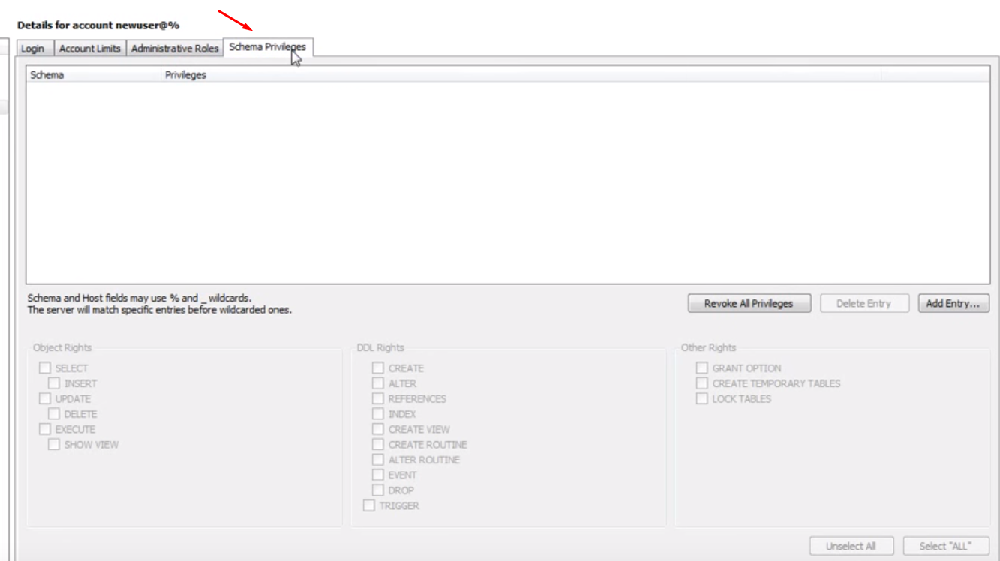 Details for account newuser@%
Login Account Limits Administrative Roles Schema Privileges
Schema Privileges
Schema and Host fields may use % and _ wildcards.
The server will match specific entries before wildcarded ones.
Revoke All Privileges Delete Entry Add Entry...
Object Rights
SELECT
INSERT
UPDATE
DELETE
EXECUTE
SHOW VIEW
DDL Rights
CREATE
ALTER
REFERENCES
INDEX
CREATE VIEW
CREATE ROUTINE
ALTER ROUTINE
EVENT
DROP
TRIGGER
Other Rights
GRANT OPTION
CREATE TEMPORARY TABLES
LOCK TABLES
Unselect All Select "ALL"